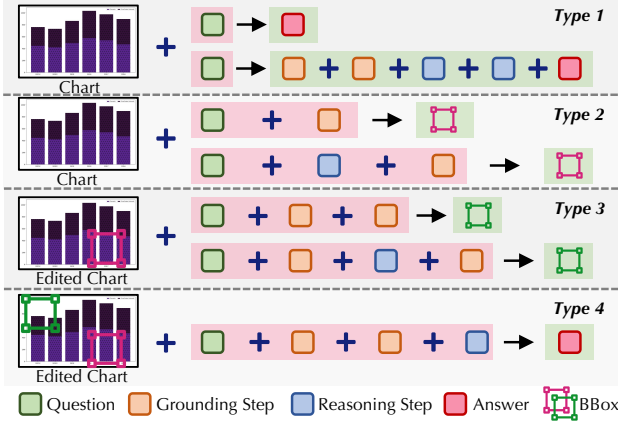 Type 1
Chart
Type 2
Chart
Type 3
Edited Chart
Type 4
Edited Chart
Question Grounding Step Reasoning Step Answer BBox